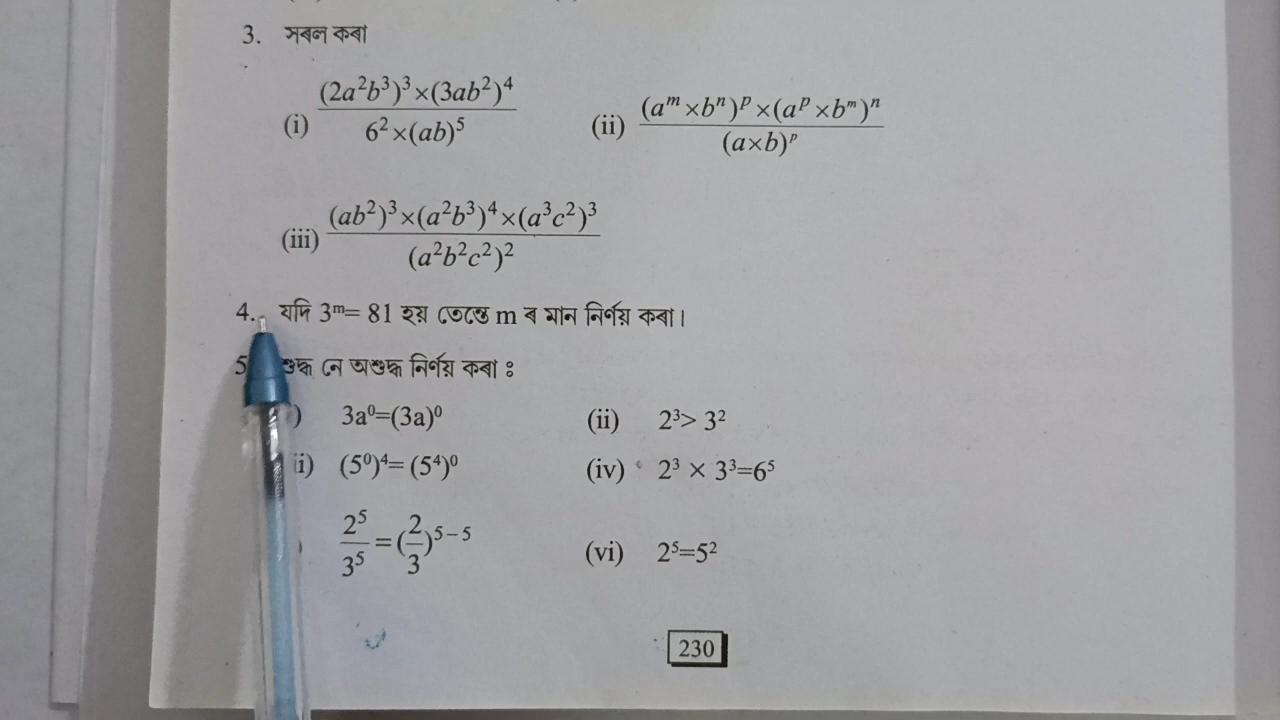 3. সৰল কৰা
(i) (2a²b³)³×(3ab²)⁴ / 6²×(ab)⁵ (ii) (aᵐ×bⁿ)ᵖ×(aᵖ×bᵐ)ⁿ / (a×b)ᵖ
(iii) (ab²)³×(a²b³)⁴×(a³c²)³ / (a²b²c²)²
4. যদি 3ᵐ= 81 হয় তেন্তে m ৰ মান নিৰ্ণয় কৰা।
5 শুদ্ধ নে অশুদ্ধ নিৰ্ণয় কৰা ঃ
) 3a⁰=(3a)⁰ (ii) 2³> 3²
ii) (5⁰)⁴= (5⁴)⁰ (iv) 2³ × 3³=6⁵
) 2⁵/3⁵ = (2/3)⁵⁻⁵ (vi) 2⁵=5²
230